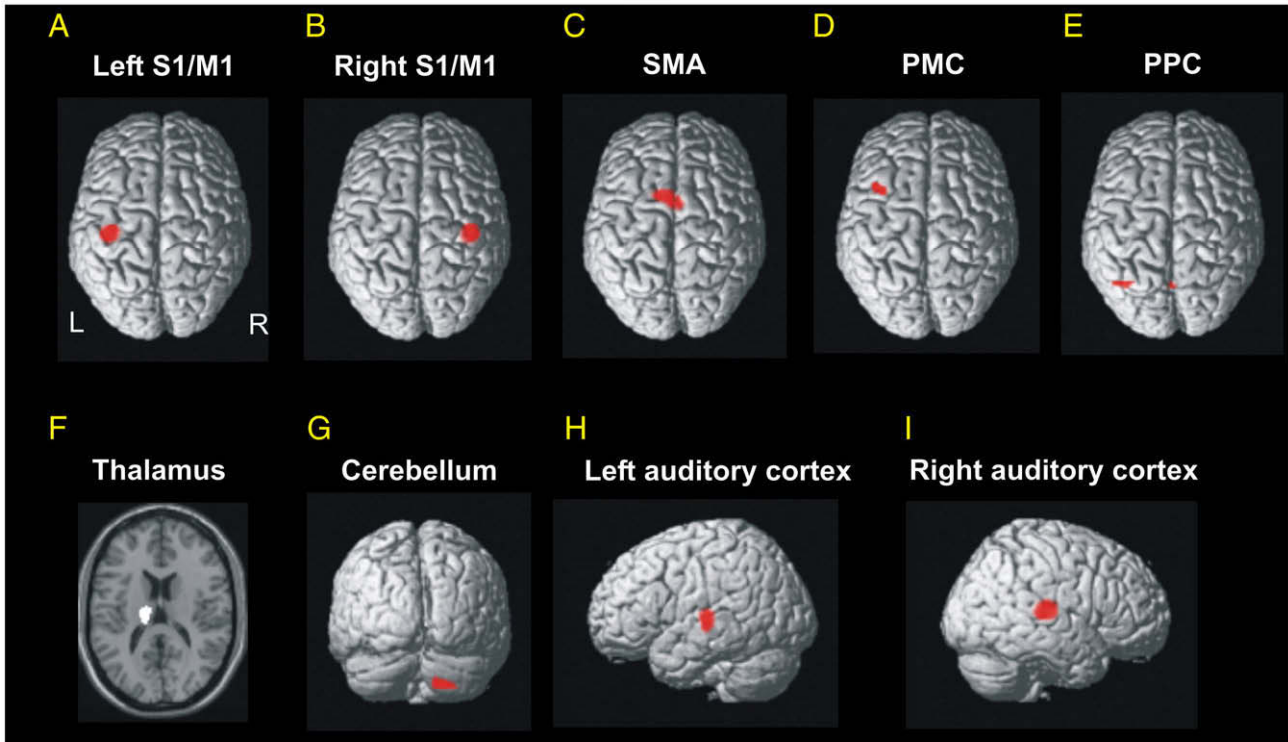 A
Left S1/M1
L
R
B
Right S1/M1
C
SMA
D
PMC
E
PPC
F
Thalamus
G
Cerebellum
H
Left auditory cortex
I
Right auditory cortex